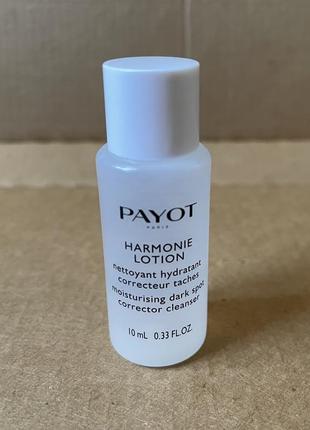 PAYOT
PARIS
HARMONIE
LOTION
nettoyant hydratant
correcteur taches
moisturising dark spot
corrector cleanser
10 mL 0.33 FL.OZ.